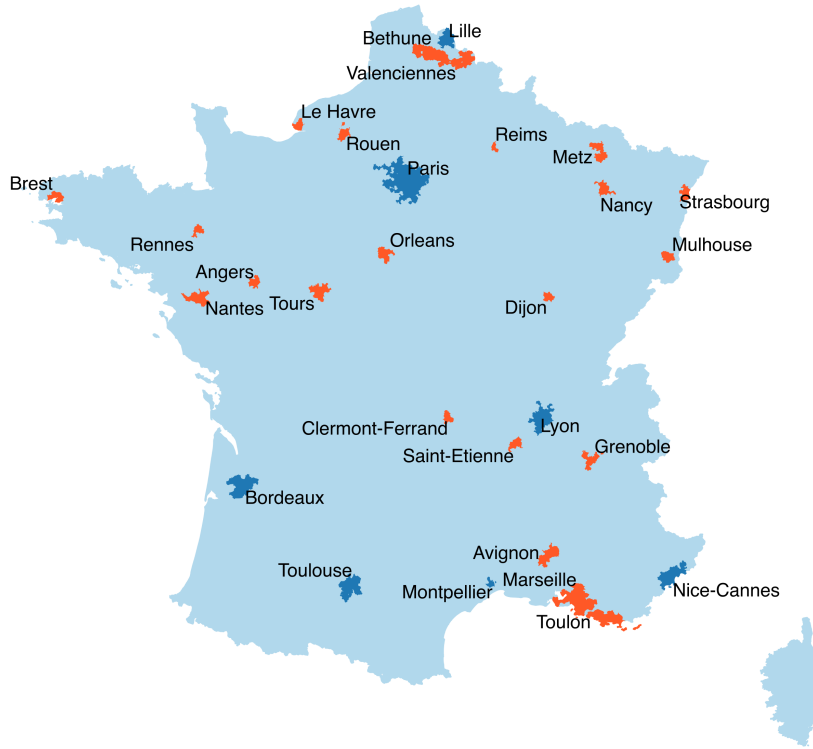 Lille
Bethune
Valenciennes
Le Havre
Rouen
Reims
Metz
Paris
Brest
Nancy
Strasbourg
Rennes
Orleans
Mulhouse
Angers
Nantes
Tours
Dijon
Clermont-Ferrand
Lyon
Saint-Etienne
Grenoble
Bordeaux
Avignon
Toulouse
Marseille
Montpellier
Nice-Cannes
Toulon